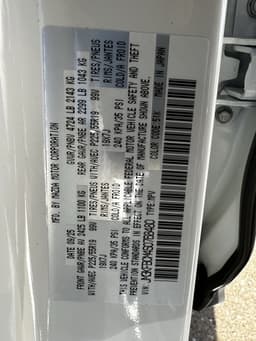 MFD. BY MAZDA MOTOR CORPORATION
DATE 09/25 GVWR/PNBV 4724 LB 2143 KG
FRONT GAWR/PNBE AV 2425 LB 1100 KG REAR GAWR/PNBE AR 2299 LB 1043 KG
WITH/AVEC P225/55R19 99V TIRES/PNEUS WITH/AVEC P225/55R19 99V TIRES/PNEUS
19X7J RIMS/JANTES 19X7J RIMS/JANTES
240 KPA/35 PSI COLD/A FROID 240 KPA/35 PSI COLD/A FROID
THIS VEHICLE CONFORMS TO ALL APPLICABLE FEDERAL MOTOR VEHICLE SAFETY AND THEFT
PREVENTION STANDARDS IN EFFECT ON THE DATE OF MANUFACTURE SHOWN ABOVE.
COLOR CODE 51K MADE IN JAPAN
TYPE: MPV